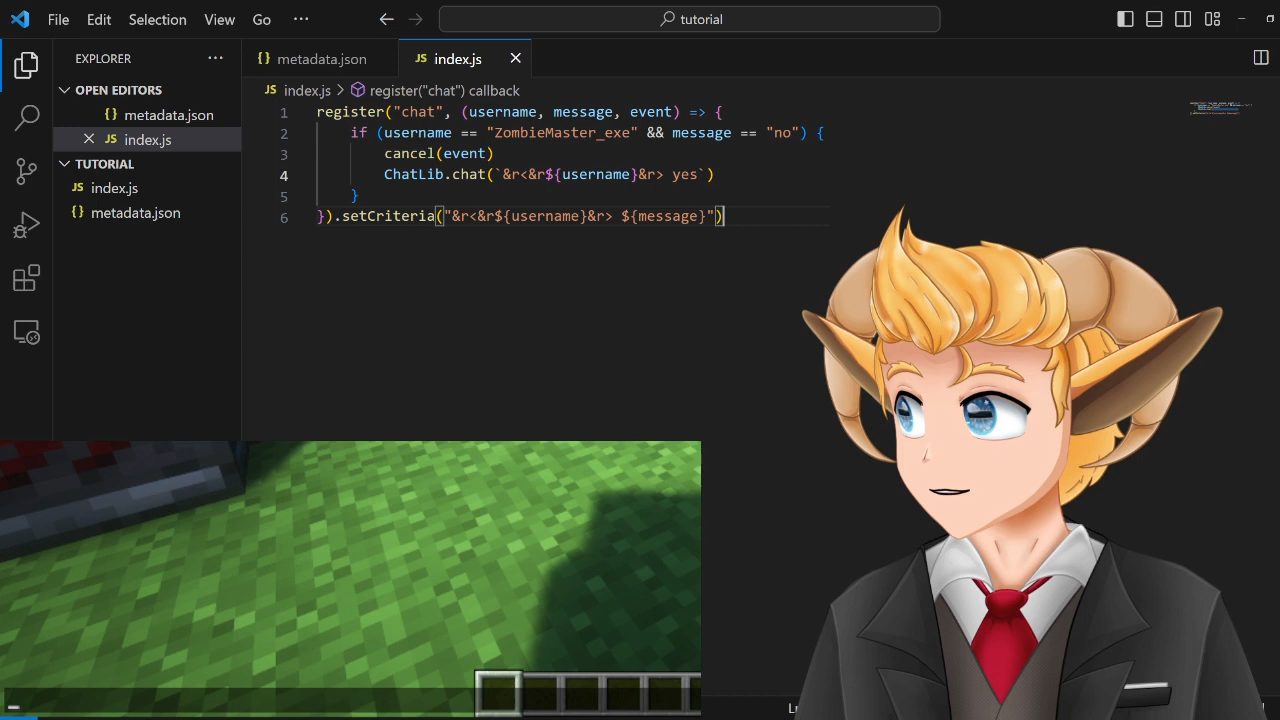 File Edit Selection View Go ··· tutorial
EXPLORER ···
metadata.json
JS index.js
OPEN EDITORS
metadata.json
JS index.js
TUTORIAL
JS index.js
metadata.json
JS index.js > register("chat") callback
1 register("chat", (username, message, event) => {
2 if (username == "ZombieMaster_exe" && message == "no") {
3 cancel(event)
4 ChatLib.chat(`&r<&r${username}&r> yes`)
5 }
6 }).setCriteria("&r<&r${username}&r> ${message}")